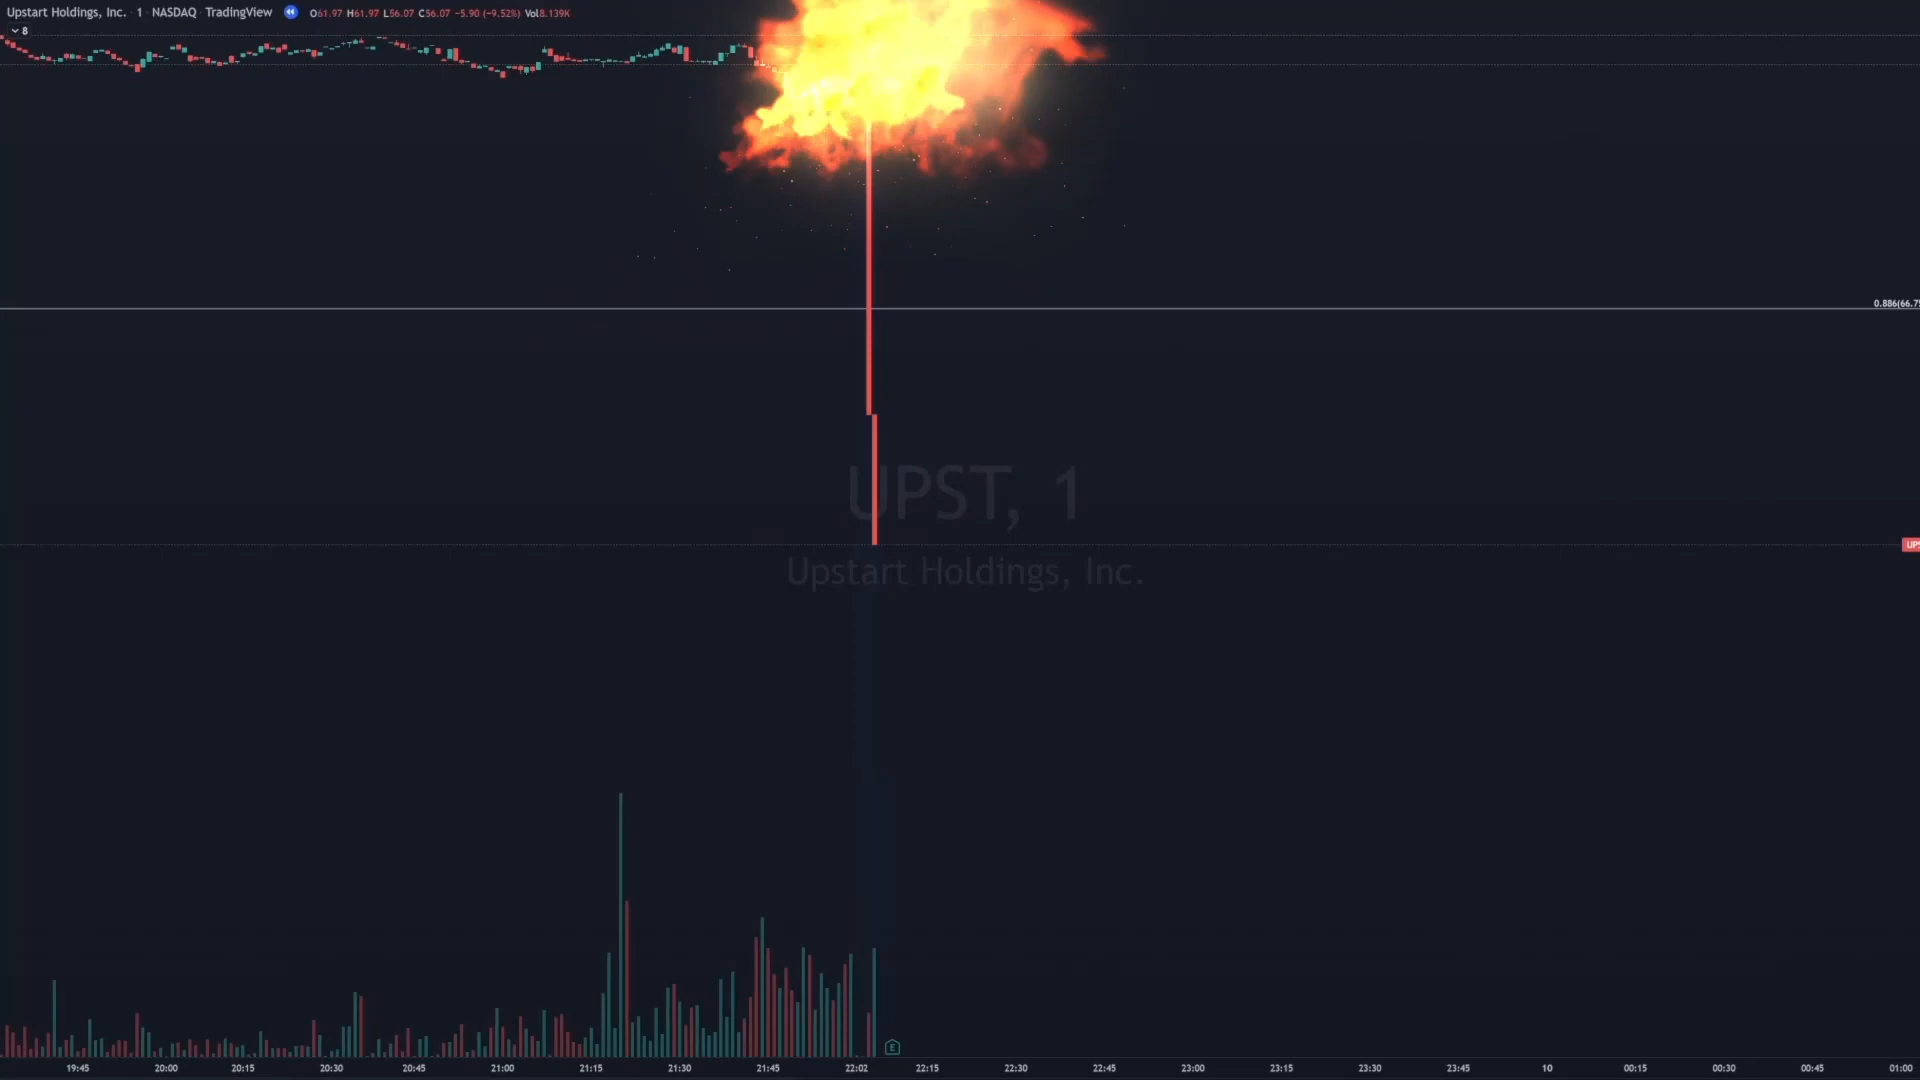 Upstart Holdings, Inc. · 1 · NASDAQ · TradingView O61.97 H61.97 L56.07 C56.07 −5.90 (−9.52%) Vol8.139K
8
0.886(66.75
UPS
UPST, 1
Upstart Holdings, Inc.
E
19:45 20:00 20:15 20:30 20:45 21:00 21:15 21:30 21:45 22:02 22:15 22:30 22:45 23:00 23:15 23:30 23:45 10 00:15 00:30 00:45 01:00